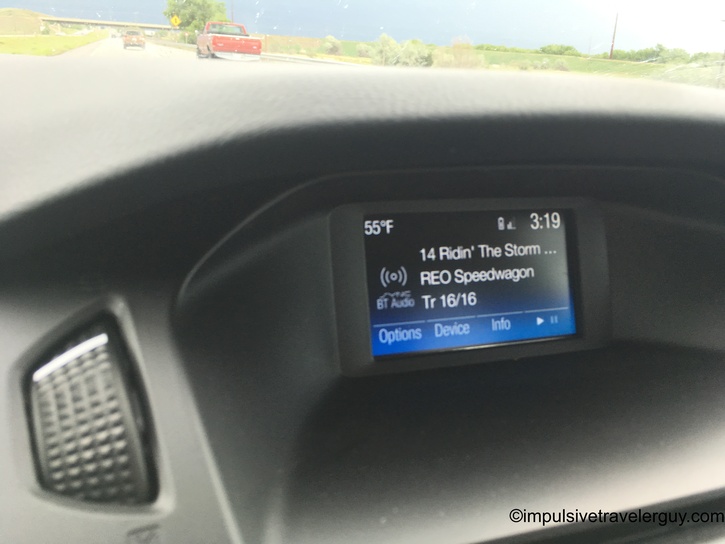 55°F 3:19
14 Ridin' The Storm ...
REO Speedwagon
SYNC
BT Audio Tr 16/16
Options Device Info
©impulsivetravelerguy.com